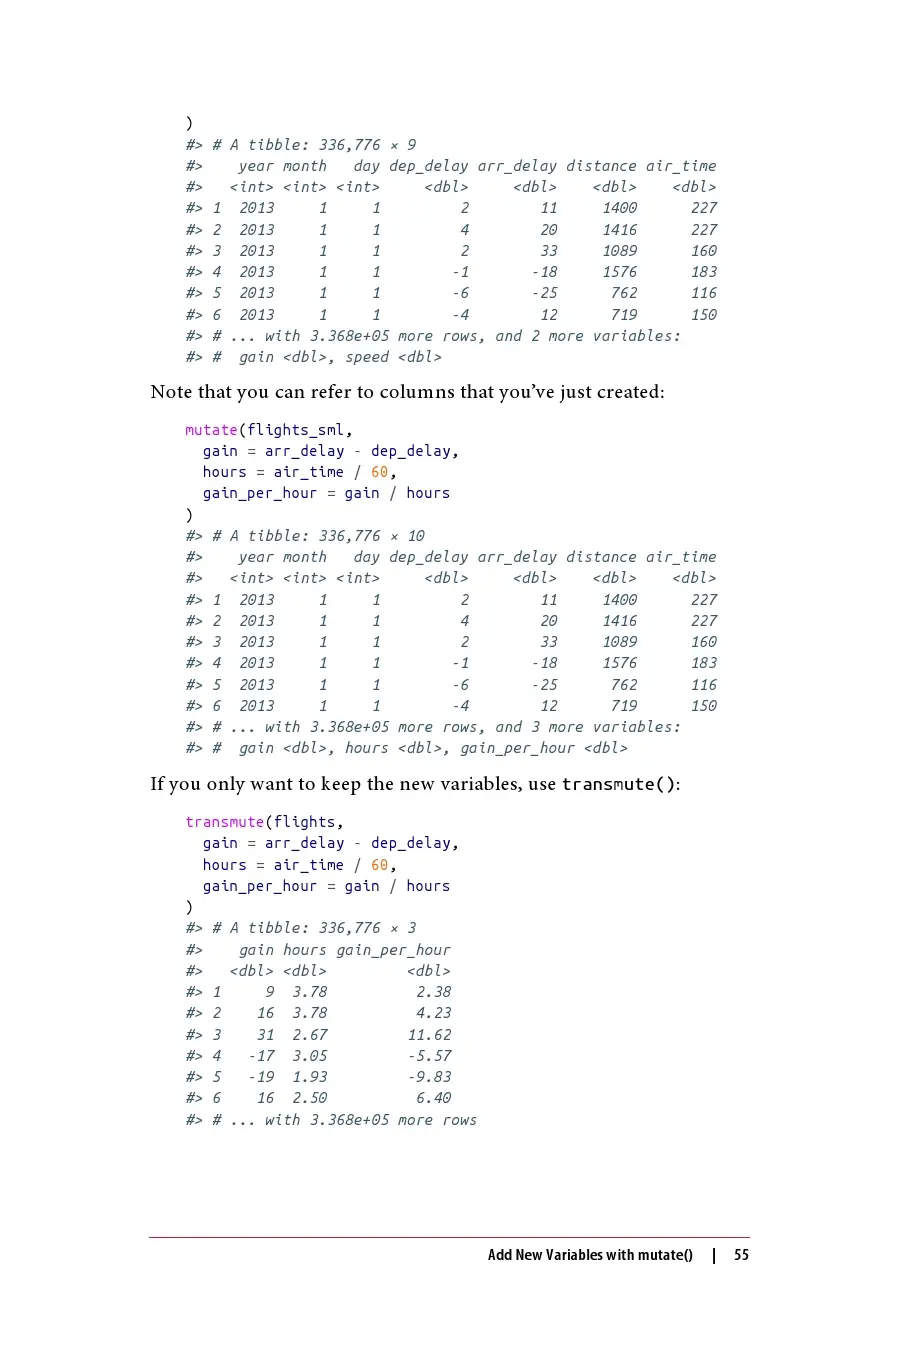 )
#> # A tibble: 336,776 × 9
#>    year month   day dep_delay arr_delay distance air_time
#>   <int> <int> <int>     <dbl>     <dbl>    <dbl>    <dbl>
#> 1  2013     1     1         2        11     1400      227
#> 2  2013     1     1         4        20     1416      227
#> 3  2013     1     1         2        33     1089      160
#> 4  2013     1     1        -1       -18     1576      183
#> 5  2013     1     1        -6       -25      762      116
#> 6  2013     1     1        -4        12      719      150
#> # ... with 3.368e+05 more rows, and 2 more variables:
#> #  gain <dbl>, speed <dbl>
Note that you can refer to columns that you’ve just created:
mutate(flights_sml,
  gain = arr_delay - dep_delay,
  hours = air_time / 60,
  gain_per_hour = gain / hours
)
#> # A tibble: 336,776 × 10
#>    year month   day dep_delay arr_delay distance air_time
#>   <int> <int> <int>     <dbl>     <dbl>    <dbl>    <dbl>
#> 1  2013     1     1         2        11     1400      227
#> 2  2013     1     1         4        20     1416      227
#> 3  2013     1     1         2        33     1089      160
#> 4  2013     1     1        -1       -18     1576      183
#> 5  2013     1     1        -6       -25      762      116
#> 6  2013     1     1        -4        12      719      150
#> # ... with 3.368e+05 more rows, and 3 more variables:
#> #  gain <dbl>, hours <dbl>, gain_per_hour <dbl>
If you only want to keep the new variables, use transmute():
transmute(flights,
  gain = arr_delay - dep_delay,
  hours = air_time / 60,
  gain_per_hour = gain / hours
)
#> # A tibble: 336,776 × 3
#>    gain hours gain_per_hour
#>   <dbl> <dbl>         <dbl>
#> 1     9  3.78          2.38
#> 2    16  3.78          4.23
#> 3    31  2.67         11.62
#> 4   -17  3.05         -5.57
#> 5   -19  1.93         -9.83
#> 6    16  2.50          6.40
#> # ... with 3.368e+05 more rows
Add New Variables with mutate() | 55